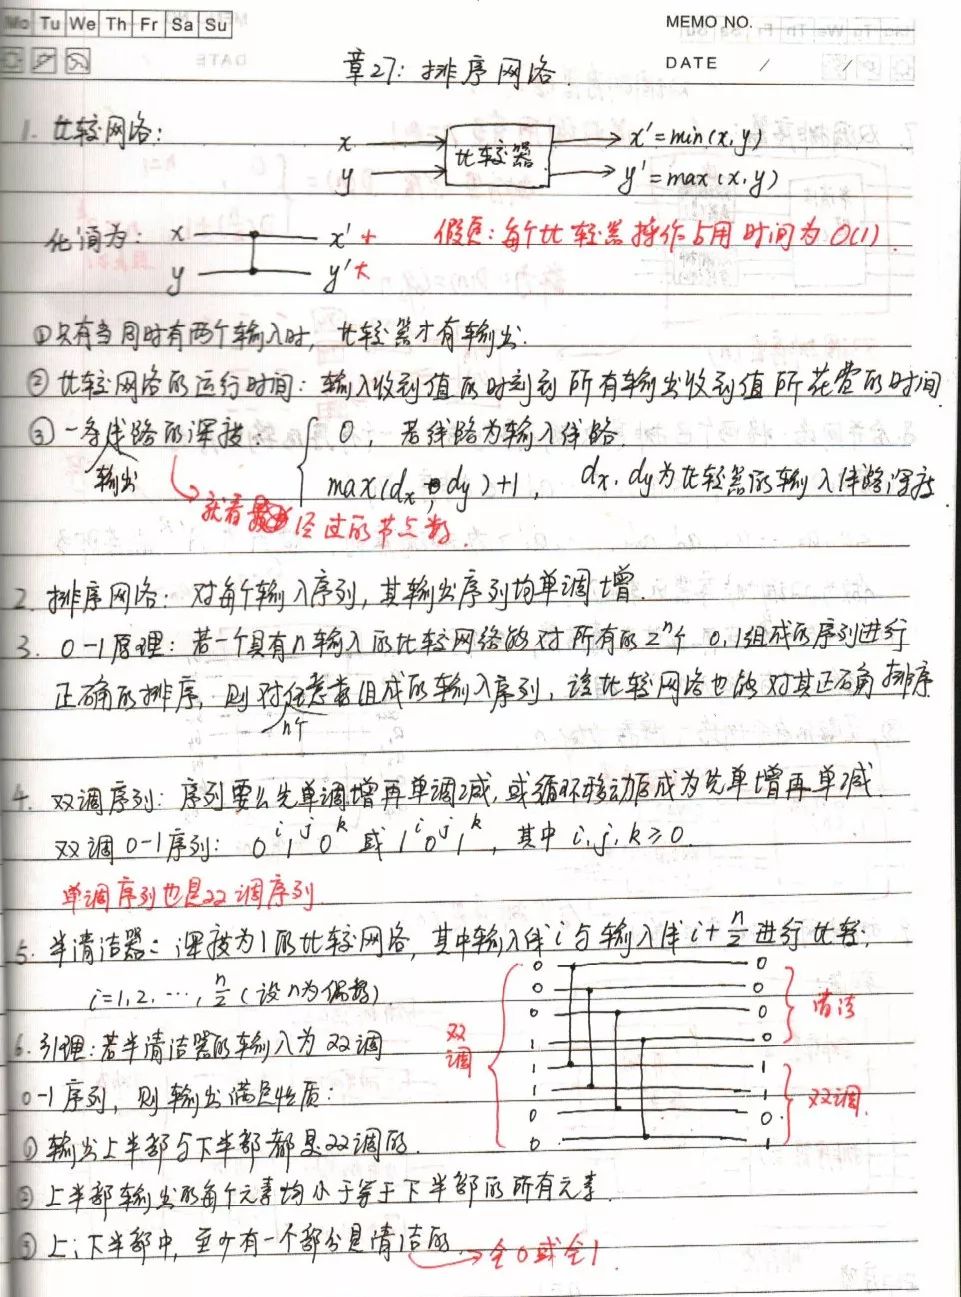 Mo Tu We Th Fr Sa Su
MEMO NO.
DATE / /
章27: 排序网络.
1. 比较网络:
x 比较器 x'=min(x,y)
y y'=max(x,y)
化简为: x x' 小 假定: 每个比较器操作占用时间为O(1).
y y' 大
①只有当同时有两个输入时, 比较器才有输出.
②比较网络的运行时间: 输入收到值的时刻到所有输出收到值所花费的时间
③一条线路的深度: 0, 若线路为输入线路
输出 max(dx, dy)+1, dx, dy为比较器的输入线路深度.
就看 经过的节点数.
2. 排序网络: 对每个输入序列, 其输出序列均单调增.
3. 0-1原理: 若一个具有n输入的比较网络能对所有的2ⁿ个0,1组成的序列进行
正确的排序, 则对任意数组成的输入序列, 该比较网络也能对其正确排序
n个
4. 双调序列: 序列要么先单调增再单调减, 或循环移动后成为先单增再单减
双调0-1序列: 0^i 1^j 0^k 或 1^i 0^j 1^k, 其中 i,j,k≥0.
单调序列也是双调序列.
5. 半清洁器: 深度为1的比较网络, 其中输入线i与输入线i+n/2进行比较,
i=1,2,…,n/2 (设n为偶数)
6. 引理: 若半清洁器的输入为双调
0-1序列, 则输出满足性质:
①输出上半部与下半部都是双调的.
②上半部输出的每个元素均小于等于下半部的所有元素.
③上,下半部中, 至少有一个部分是清洁的. 全0或全1.
双调
0 0
0 0
0 0
1 0
1 1
1 1
0 0
0 1
清洁
双调.